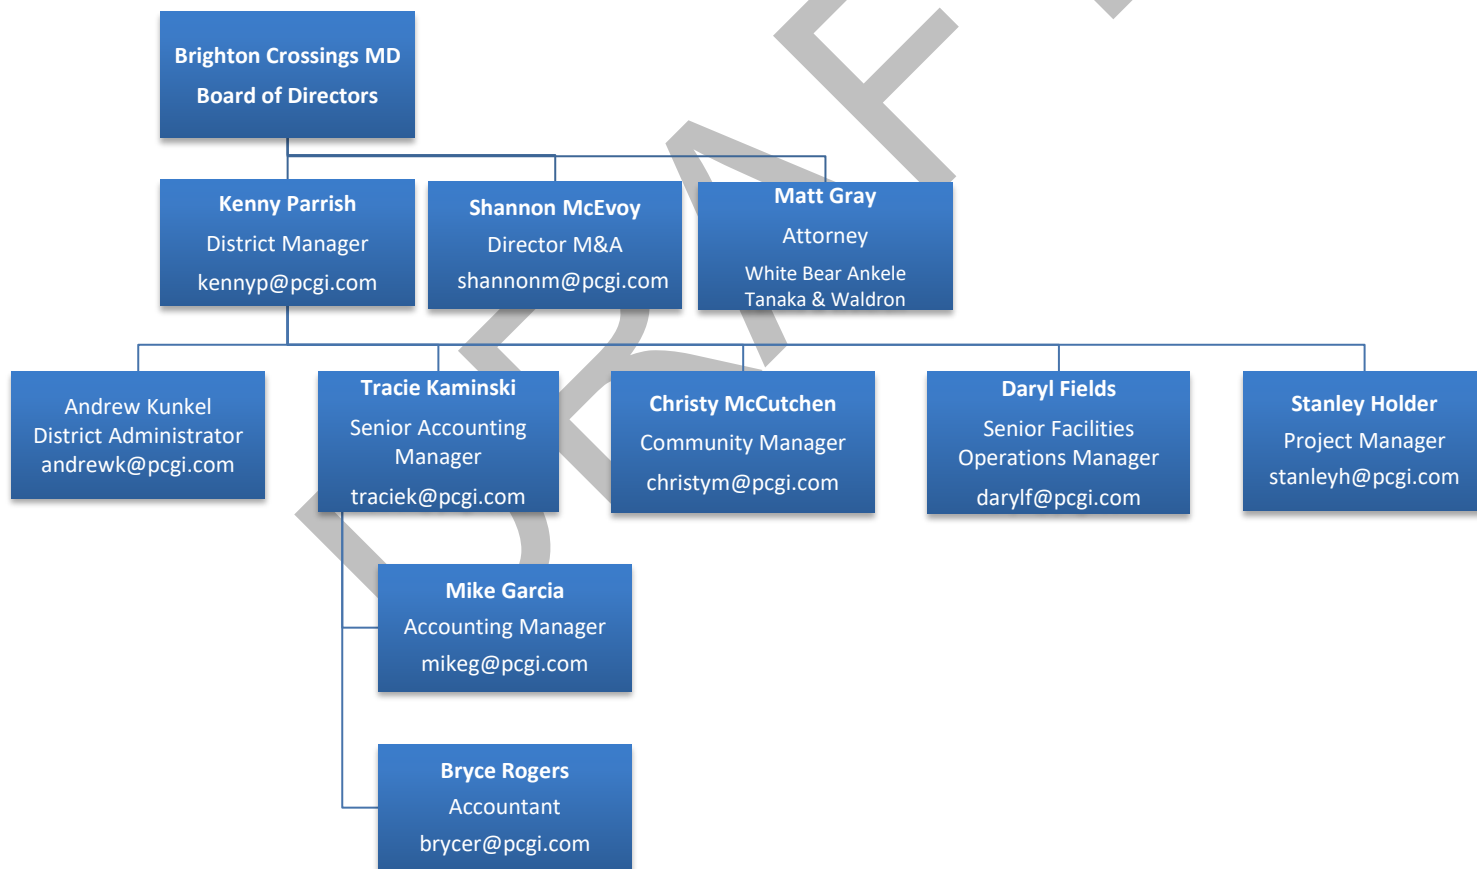 Brighton Crossings MD
Board of Directors
Kenny Parrish
District Manager
kennyp@pcgi.com
Shannon McEvoy
Director M&A
shannonm@pcgi.com
Matt Gray
Attorney
White Bear Ankele
Tanaka & Waldron
Andrew Kunkel
District Administrator
andrewk@pcgi.com
Tracie Kaminski
Senior Accounting
Manager
traciek@pcgi.com
Christy McCutchen
Community Manager
christym@pcgi.com
Daryl Fields
Senior Facilities
Operations Manager
darylf@pcgi.com
Stanley Holder
Project Manager
stanleyh@pcgi.com
Mike Garcia
Accounting Manager
mikeg@pcgi.com
Bryce Rogers
Accountant
brycer@pcgi.com
DRAFT